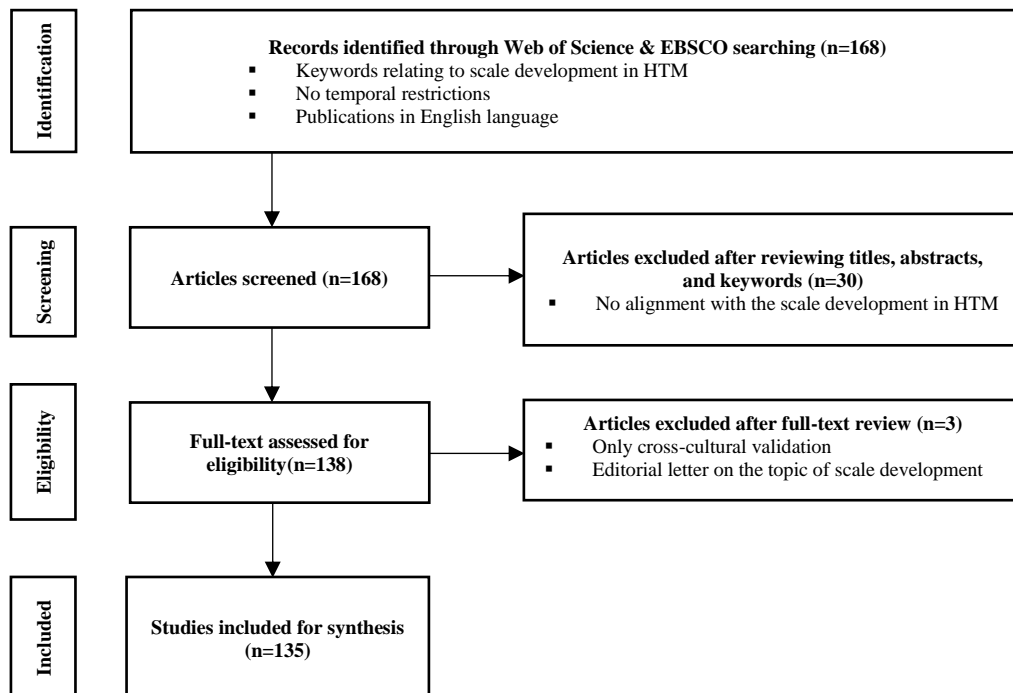 Identification
Records identified through Web of Science & EBSCO searching (n=168)
▪ Keywords relating to scale development in HTM
▪ No temporal restrictions
▪ Publications in English language
Screening
Articles screened (n=168)
Articles excluded after reviewing titles, abstracts,
and keywords (n=30)
▪ No alignment with the scale development in HTM
Eligibility
Full-text assessed for
eligibility(n=138)
Articles excluded after full-text review (n=3)
▪ Only cross-cultural validation
▪ Editorial letter on the topic of scale development
Included
Studies included for synthesis
(n=135)